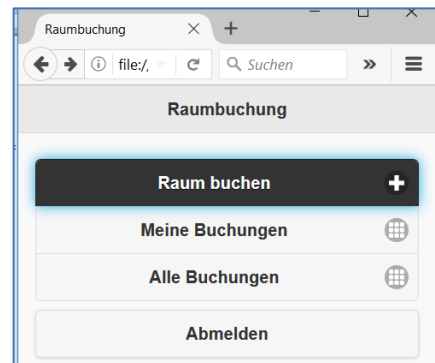 Raumbuchung
file:/,
Suchen
Raumbuchung
Raum buchen
Meine Buchungen
Alle Buchungen
Abmelden